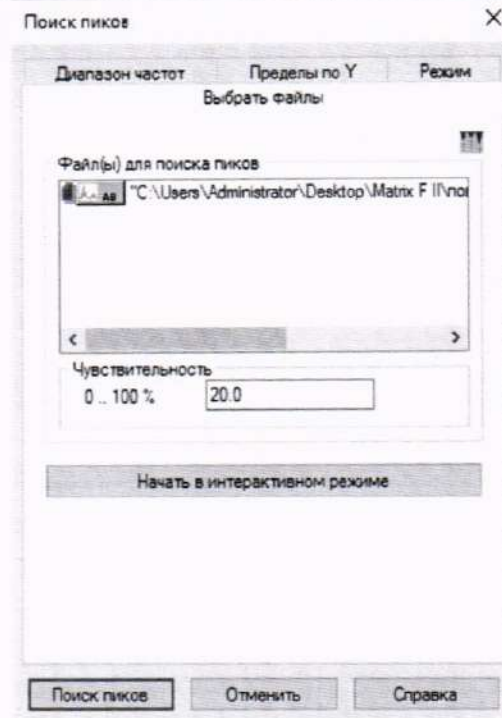 Поиск пиков
Диапазон частот Пределы по Y Режим
Выбрать файлы
Файл(ы) для поиска пиков
AB "C:\Users\Administrator\Desktop\Matrix F II\
Чувствительность
0 .. 100 % 20.0
Начать в интерактивном режиме
Поиск пиков Отменить Справка